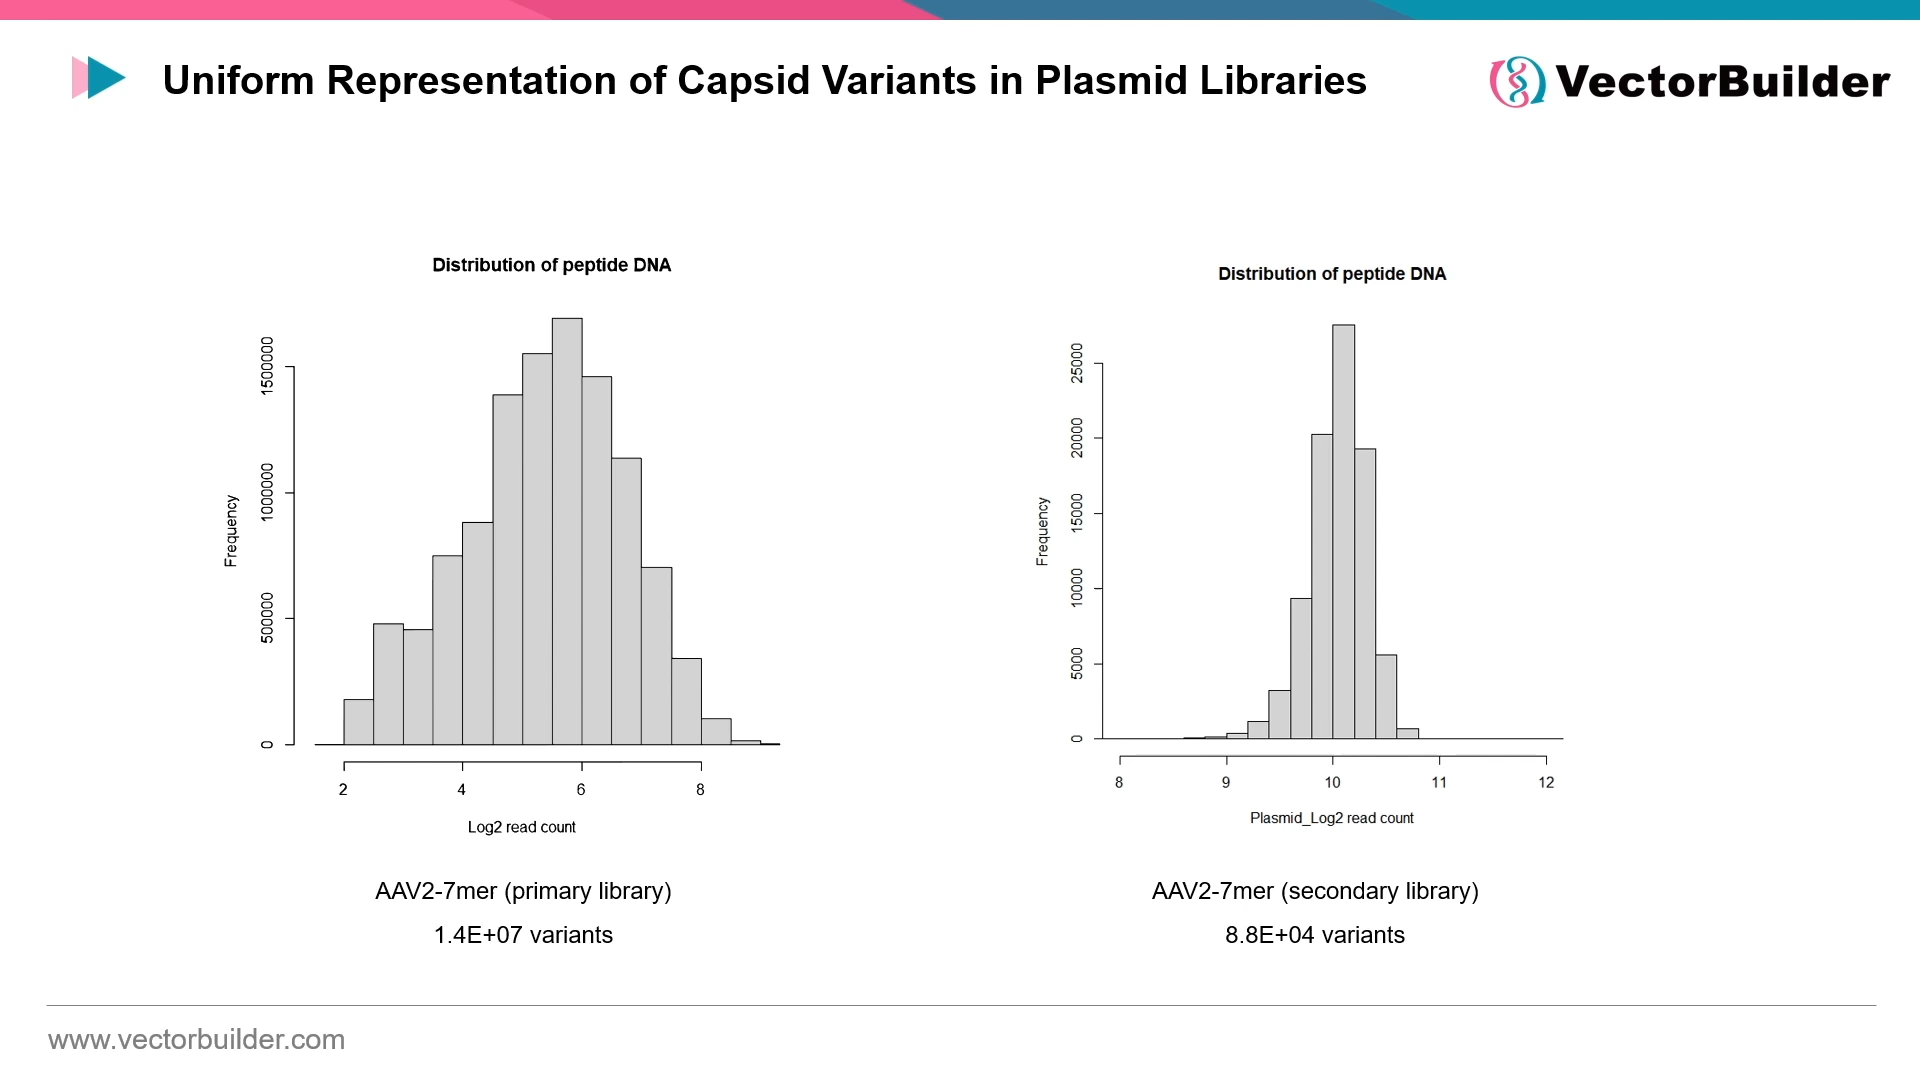 Uniform Representation of Capsid Variants in Plasmid Libraries
VectorBuilder
Distribution of peptide DNA
Frequency
0
500000
1000000
1500000
2
4
6
8
Log2 read count
AAV2-7mer (primary library)
1.4E+07 variants
Distribution of peptide DNA
Frequency
0
5000
10000
15000
20000
25000
8
9
10
11
12
Plasmid_Log2 read count
AAV2-7mer (secondary library)
8.8E+04 variants
www.vectorbuilder.com